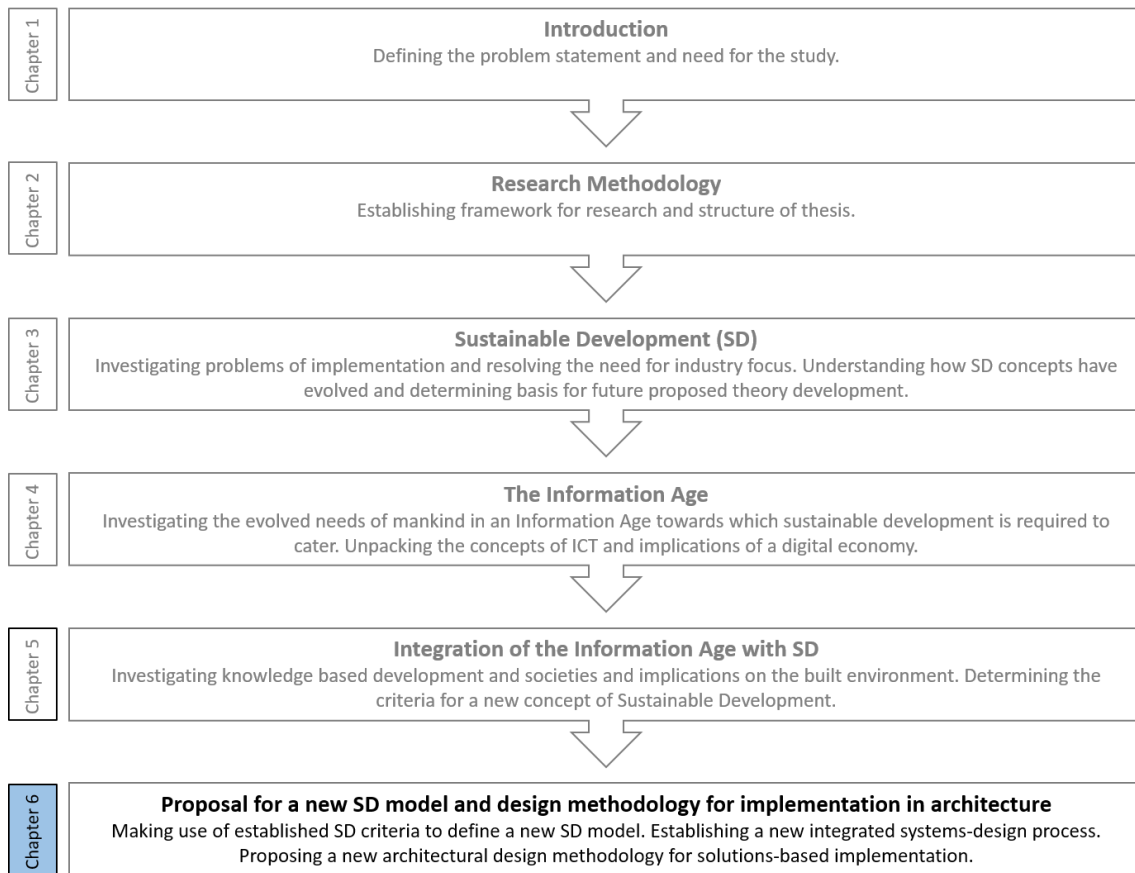 Chapter 1
Introduction
Defining the problem statement and need for the study.
Chapter 2
Research Methodology
Establishing framework for research and structure of thesis.
Chapter 3
Sustainable Development (SD)
Investigating problems of implementation and resolving the need for industry focus. Understanding how SD concepts have
evolved and determining basis for future proposed theory development.
Chapter 4
The Information Age
Investigating the evolved needs of mankind in an Information Age towards which sustainable development is required to
cater. Unpacking the concepts of ICT and implications of a digital economy.
Chapter 5
Integration of the Information Age with SD
Investigating knowledge based development and societies and implications on the built environment. Determining the
criteria for a new concept of Sustainable Development.
Chapter 6
Proposal for a new SD model and design methodology for implementation in architecture
Making use of established SD criteria to define a new SD model. Establishing a new integrated systems-design process.
Proposing a new architectural design methodology for solutions-based implementation.